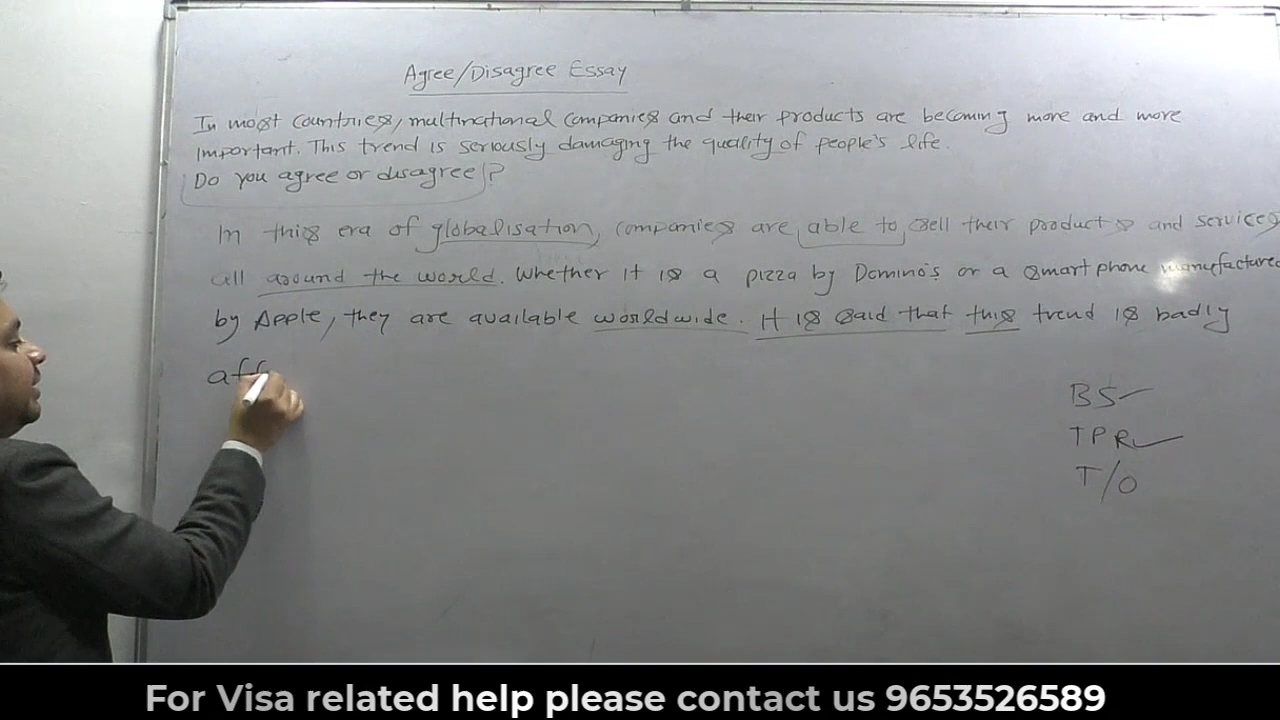 Agree/Disagree Essay
In most countries, multinational companies and their products are becoming more and more
important. This trend is seriously damaging the quality of people's life.
Do you agree or disagree?
In this era of globalisation, companies are able to sell their products and services
all around the world. Whether it is a pizza by Domino's or a smartphone manufactured
by Apple, they are available worldwide. It is said that this trend is badly
aff
BS
TPR
T/O
For Visa related help please contact us 9653526589